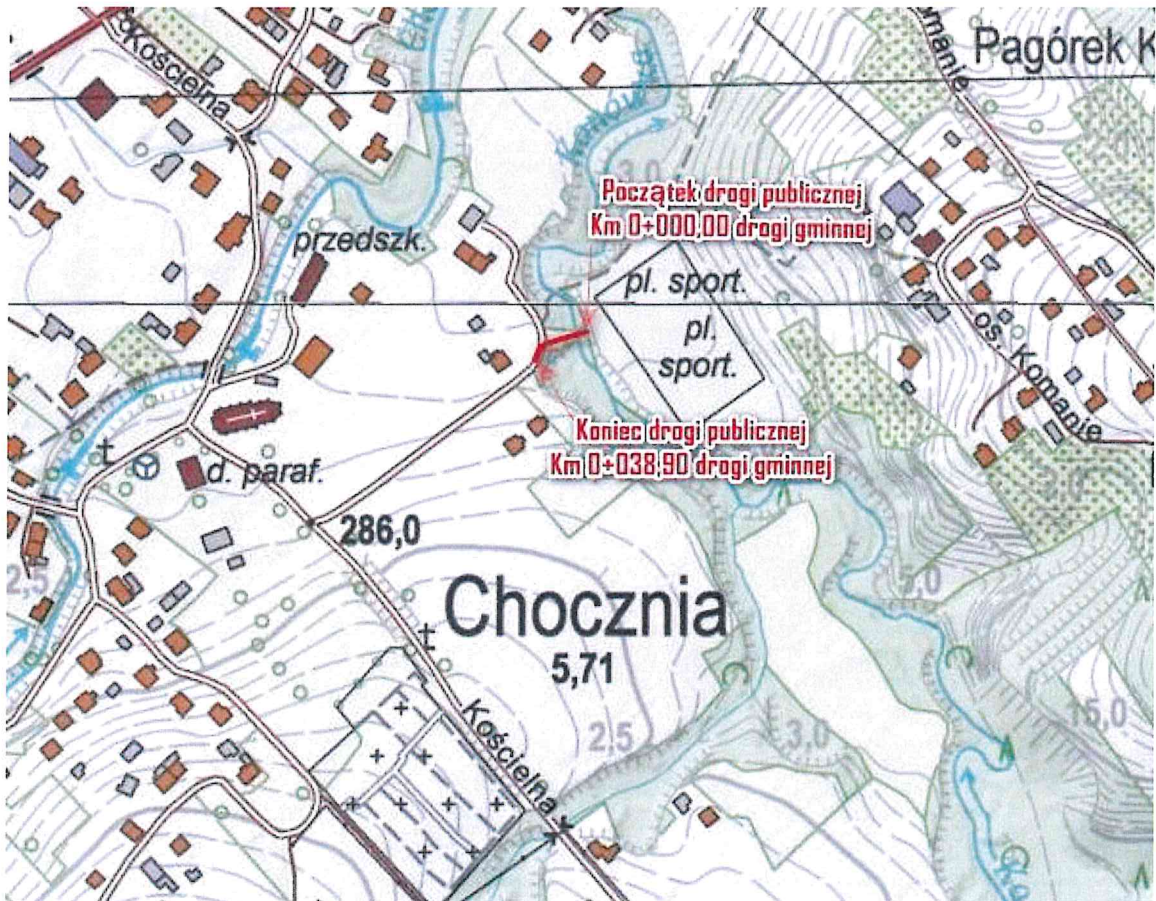 Kościelna
Pagórek K
Początek drogi publicznej
Km 0+000,00 drogi gminnej
przedszk.
pl. sport.
pl.
sport.
os. Komanie
Koniec drogi publicznej
Km 0+038,90 drogi gminnej
d. paraf.
286,0
Chocznia
5,71
Kościelna
2,5
3,0
15,0
2,5
3,0